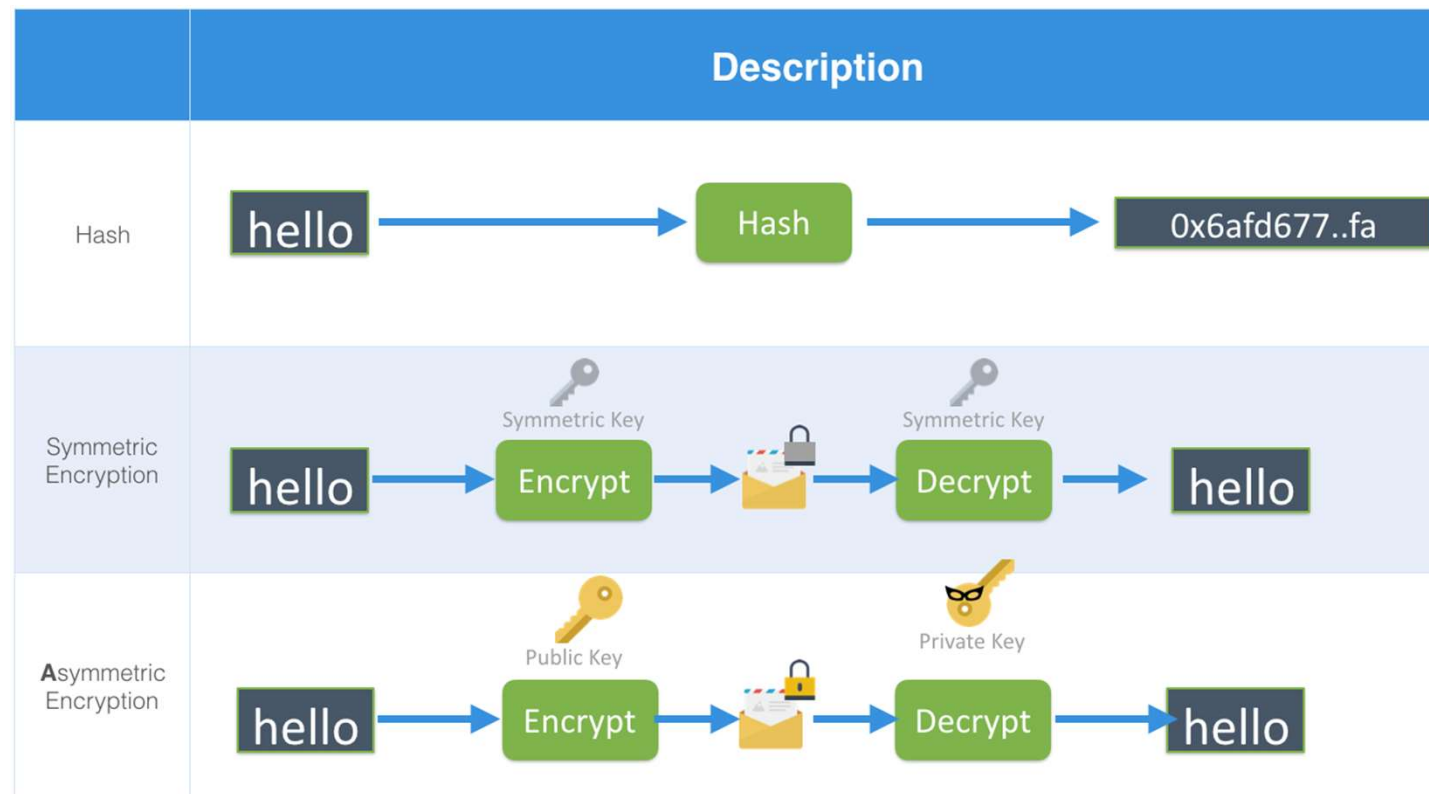 Description
Hash
hello
Hash
0x6afd677..fa
Symmetric
Encryption
hello
Symmetric Key
Encrypt
Symmetric Key
Decrypt
hello
Asymmetric
Encryption
hello
Public Key
Encrypt
Private Key
Decrypt
hello